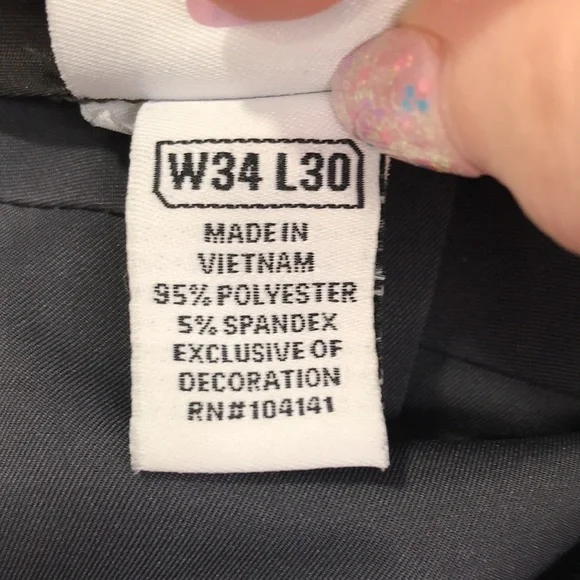 W34 L30
MADE IN
VIETNAM
95% POLYESTER
5% SPANDEX
EXCLUSIVE OF
DECORATION
RN#104141